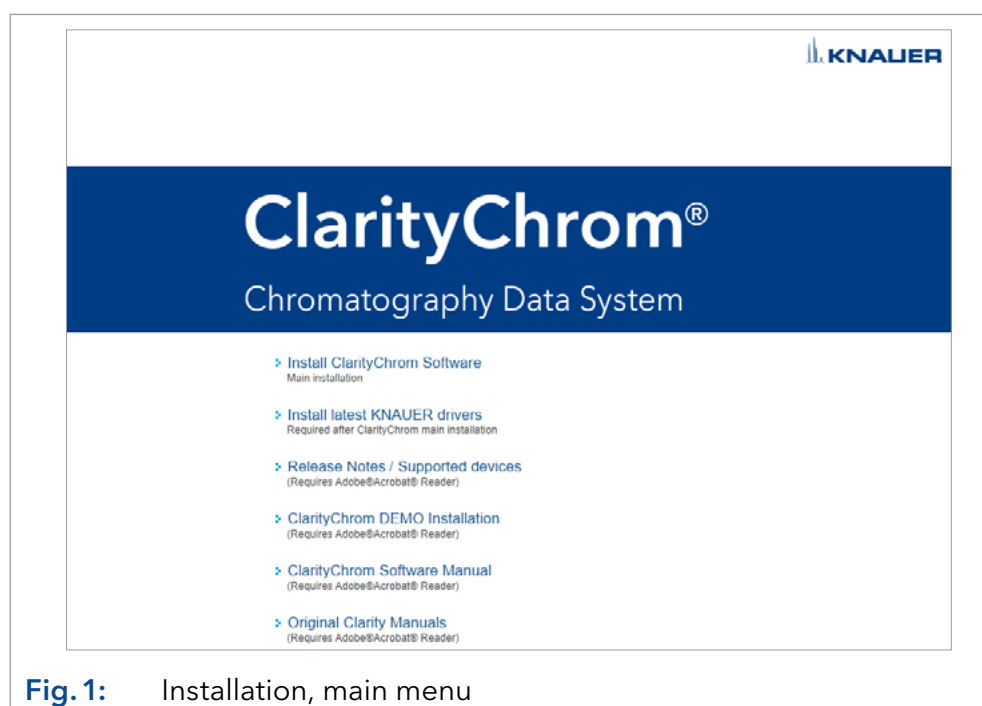 KNAUER
ClarityChrom®
Chromatography Data System
Install ClarityChrom Software
Main installation
Install latest KNAUER drivers
Required after ClarityChrom main installation
Release Notes / Supported devices
(Requires Adobe®Acrobat® Reader)
ClarityChrom DEMO Installation
(Requires Adobe®Acrobat® Reader)
ClarityChrom Software Manual
(Requires Adobe®Acrobat® Reader)
Original Clarity Manuals
(Requires Adobe®Acrobat® Reader)
Fig. 1: Installation, main menu